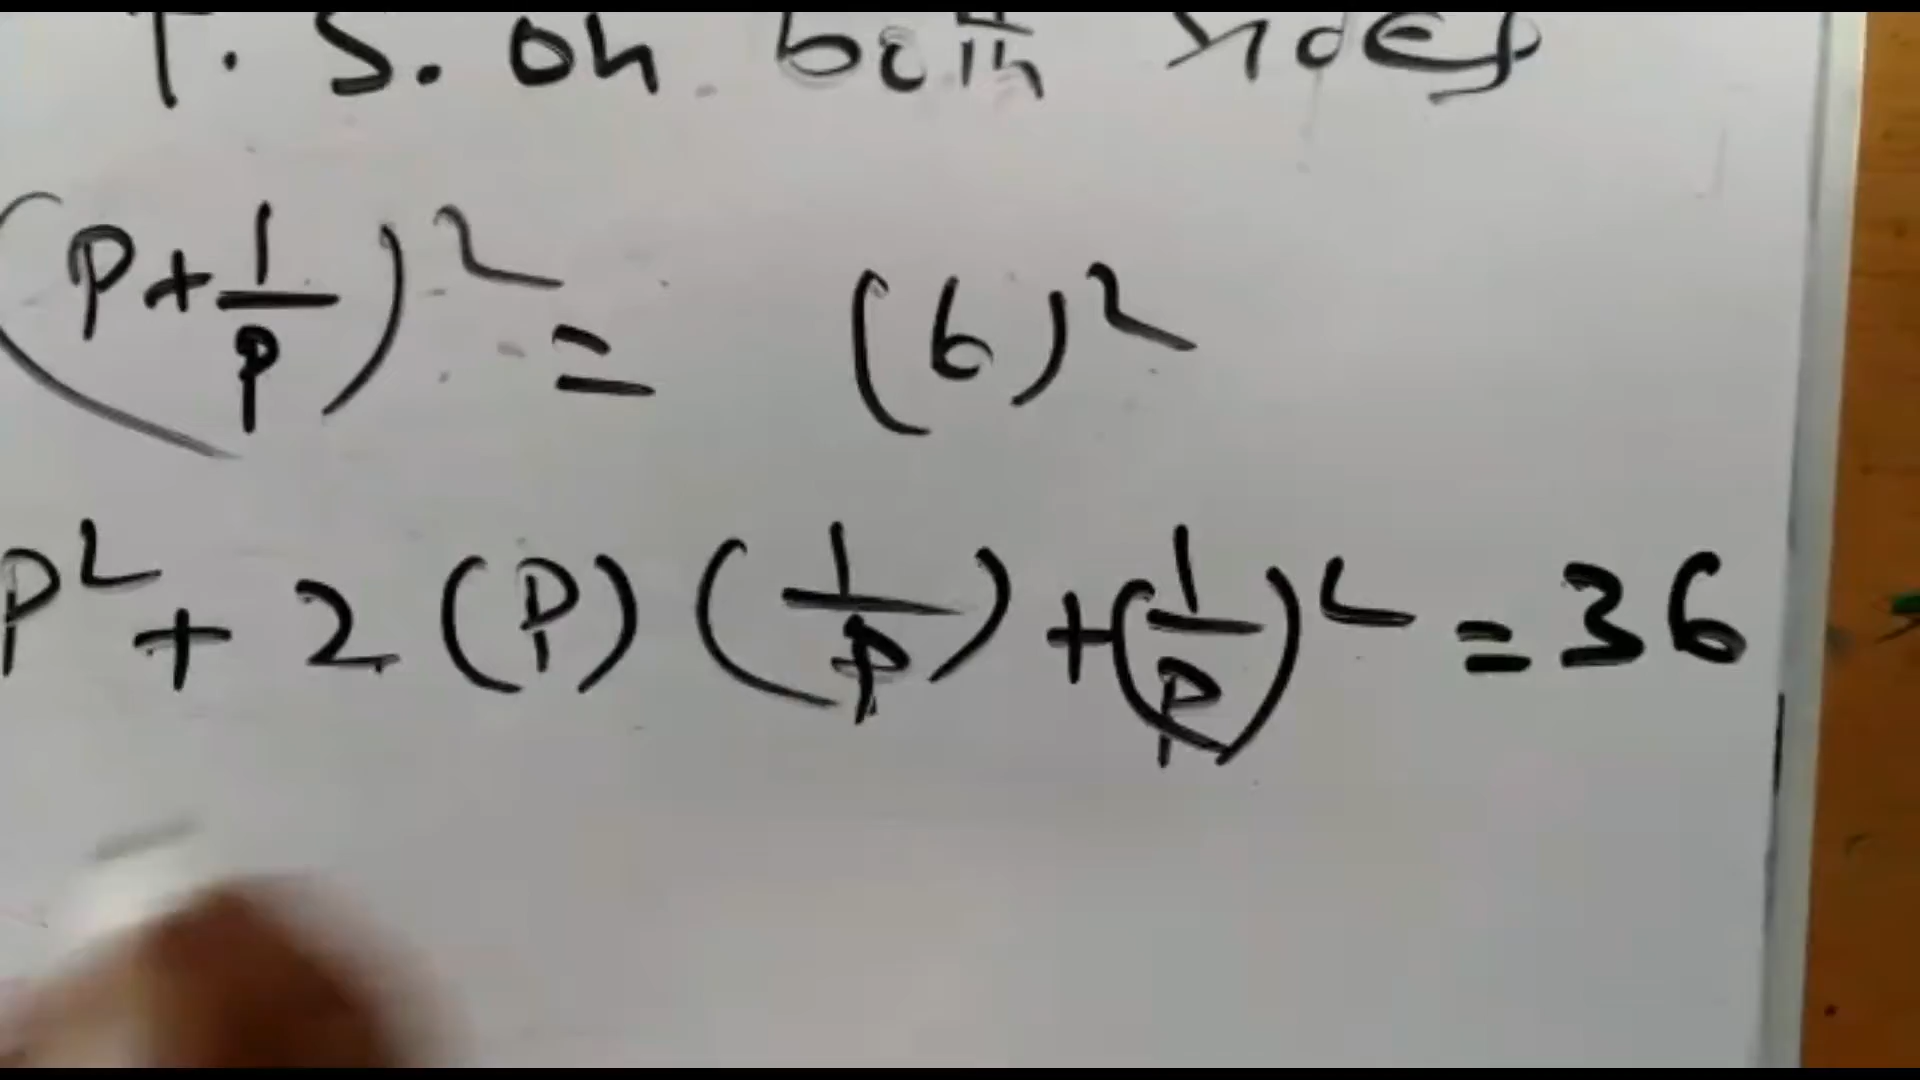 T. S. on both sides
(P+1/P)² = (6)²
P² + 2 (P) (1/P) + (1/P)² = 36